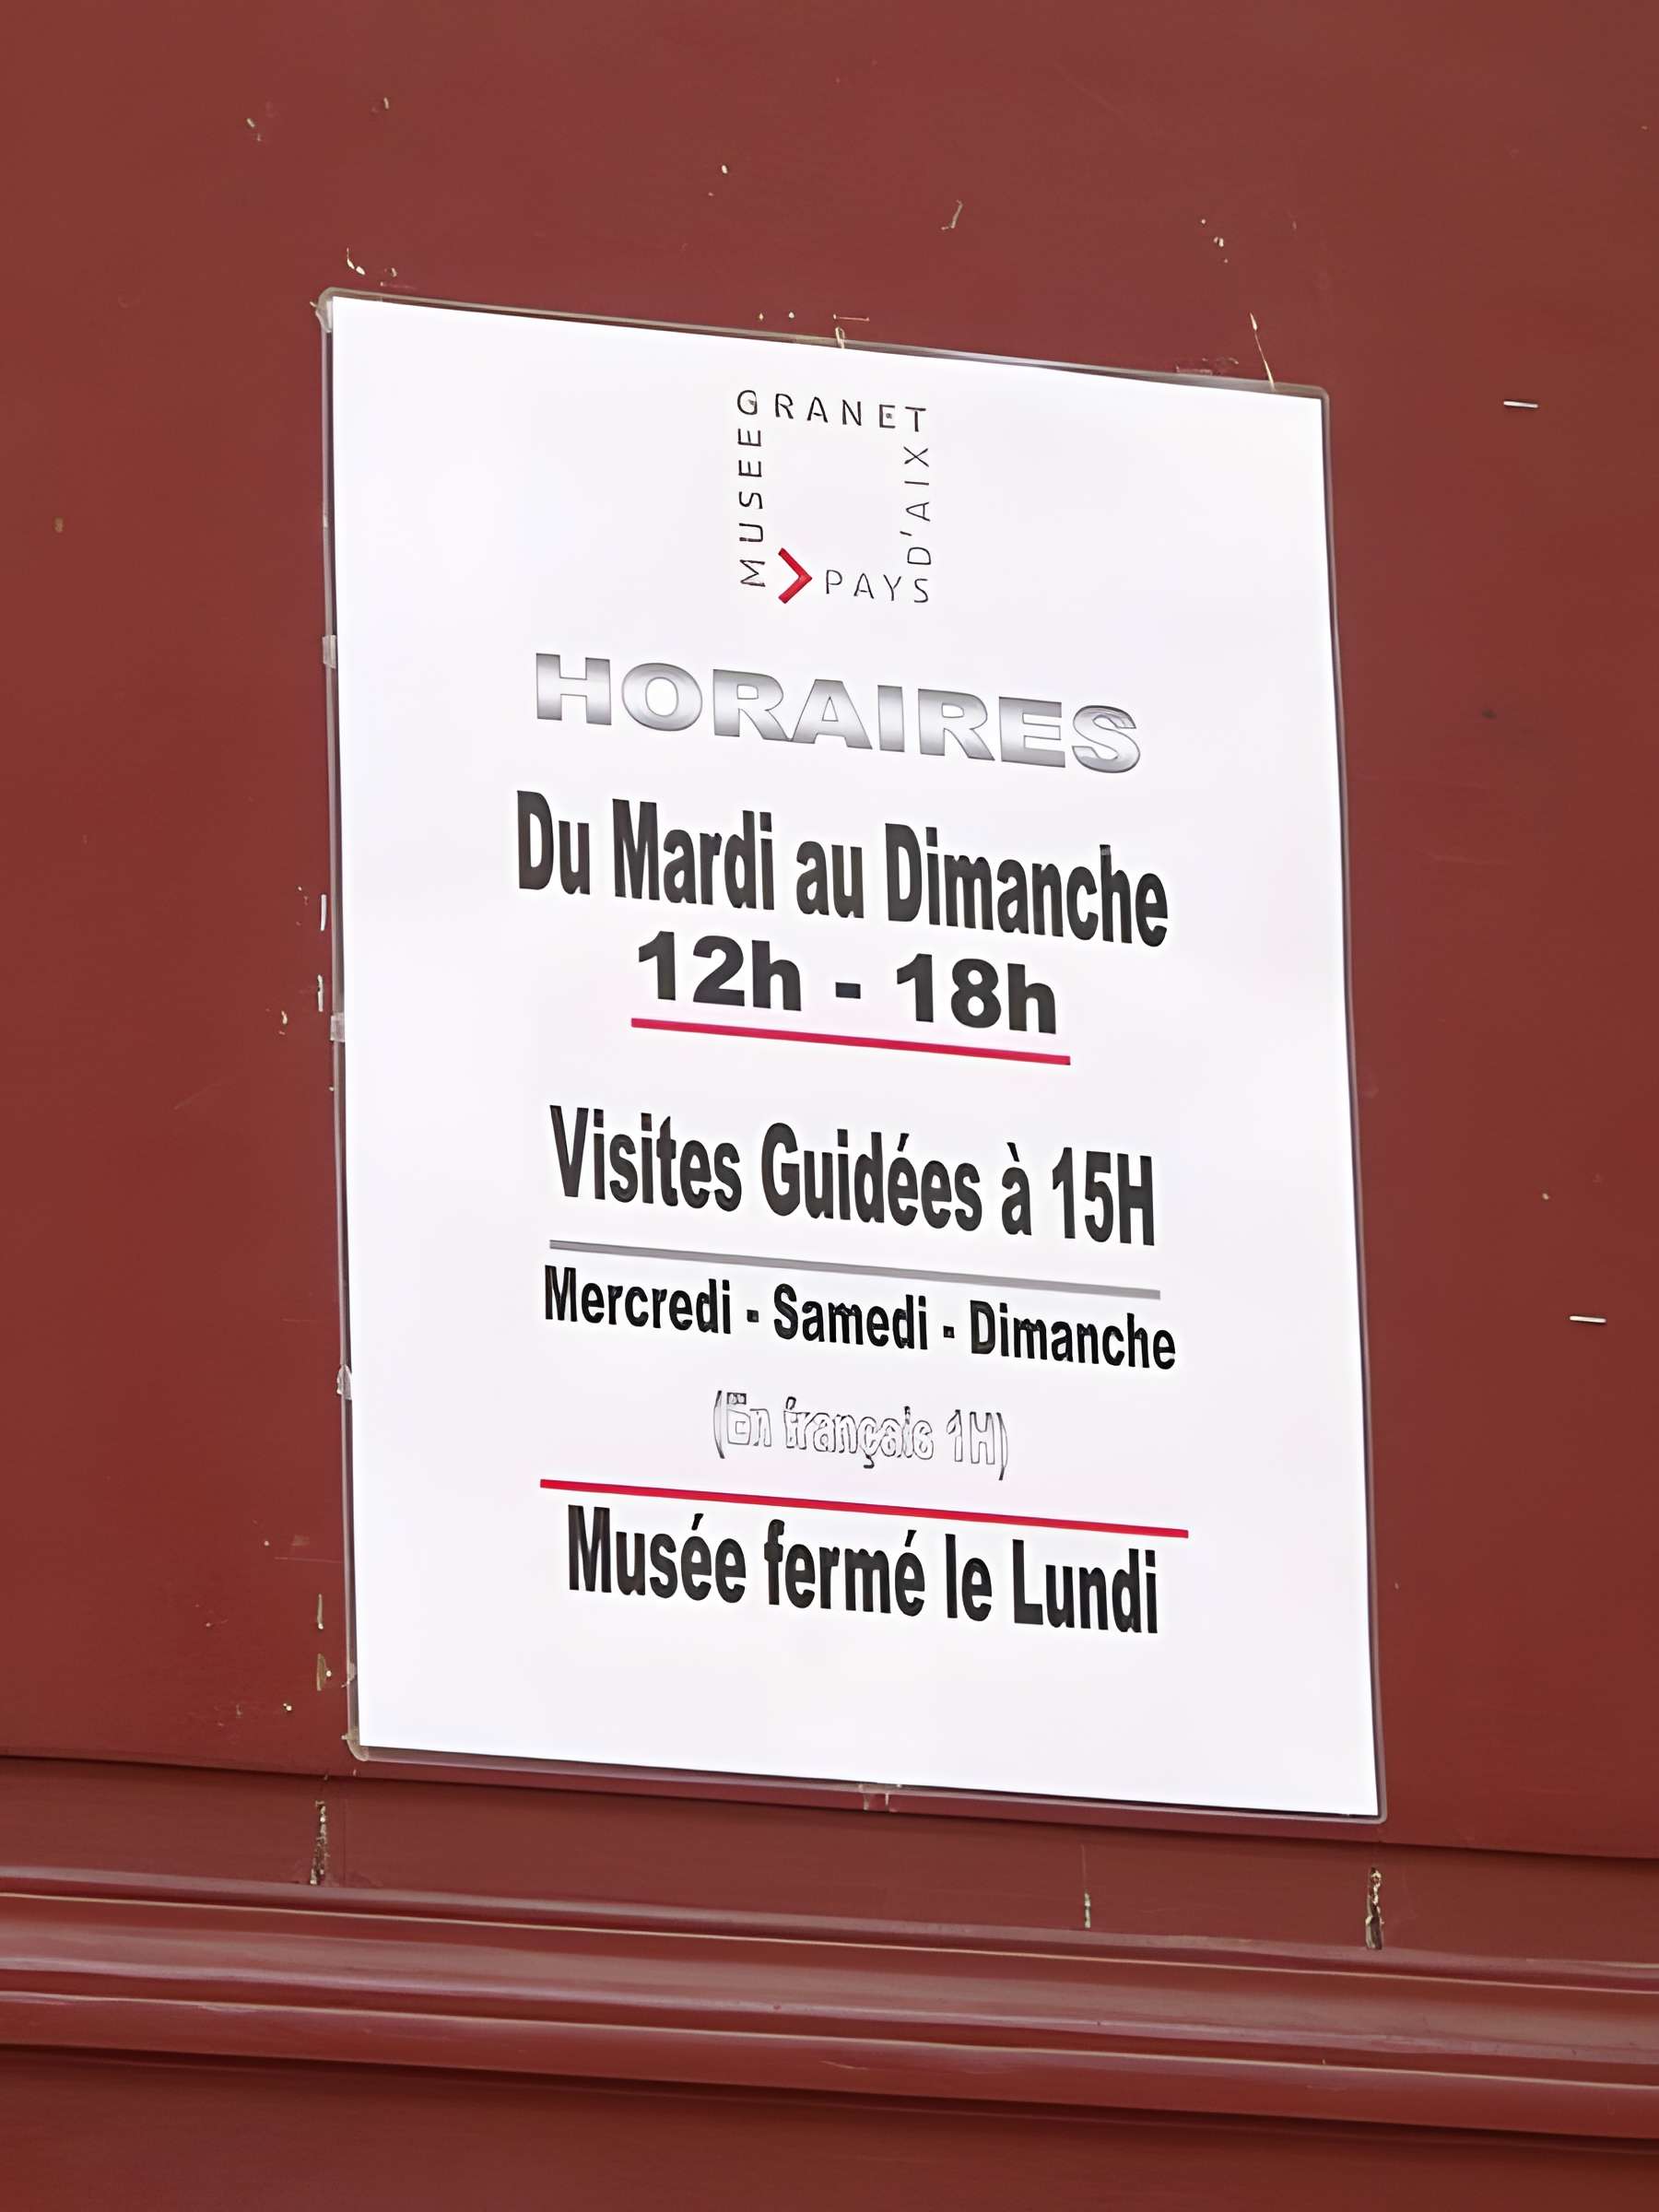 MUSEE
GRANET
PAYS
D'AIX
HORAIRES
Du Mardi au Dimanche
12h - 18h
Visites Guidées à 15H
Mercredi - Samedi - Dimanche
(En français 1H)
Musée fermé le Lundi